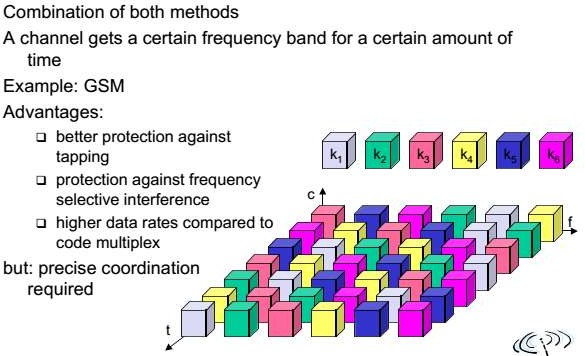 Combination of both methods
A channel gets a certain frequency band for a certain amount of
time
Example: GSM
Advantages:
❑ better protection against
tapping
❑ protection against frequency
selective interference
❑ higher data rates compared to
code multiplex
but: precise coordination
required
k1 k2 k3 k4 k5 k6
c
f
t